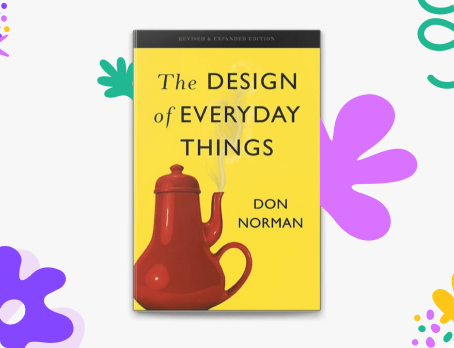 REVISED & EXPANDED EDITION
The DESIGN
of EVERYDAY
THINGS
DON
NORMAN